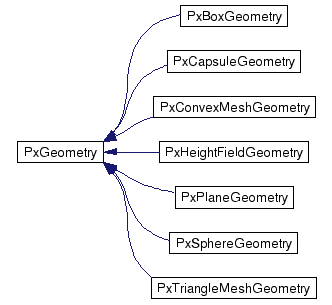 PxBoxGeometry
PxCapsuleGeometry
PxConvexMeshGeometry
PxGeometry
PxHeightFieldGeometry
PxPlaneGeometry
PxSphereGeometry
PxTriangleMeshGeometry